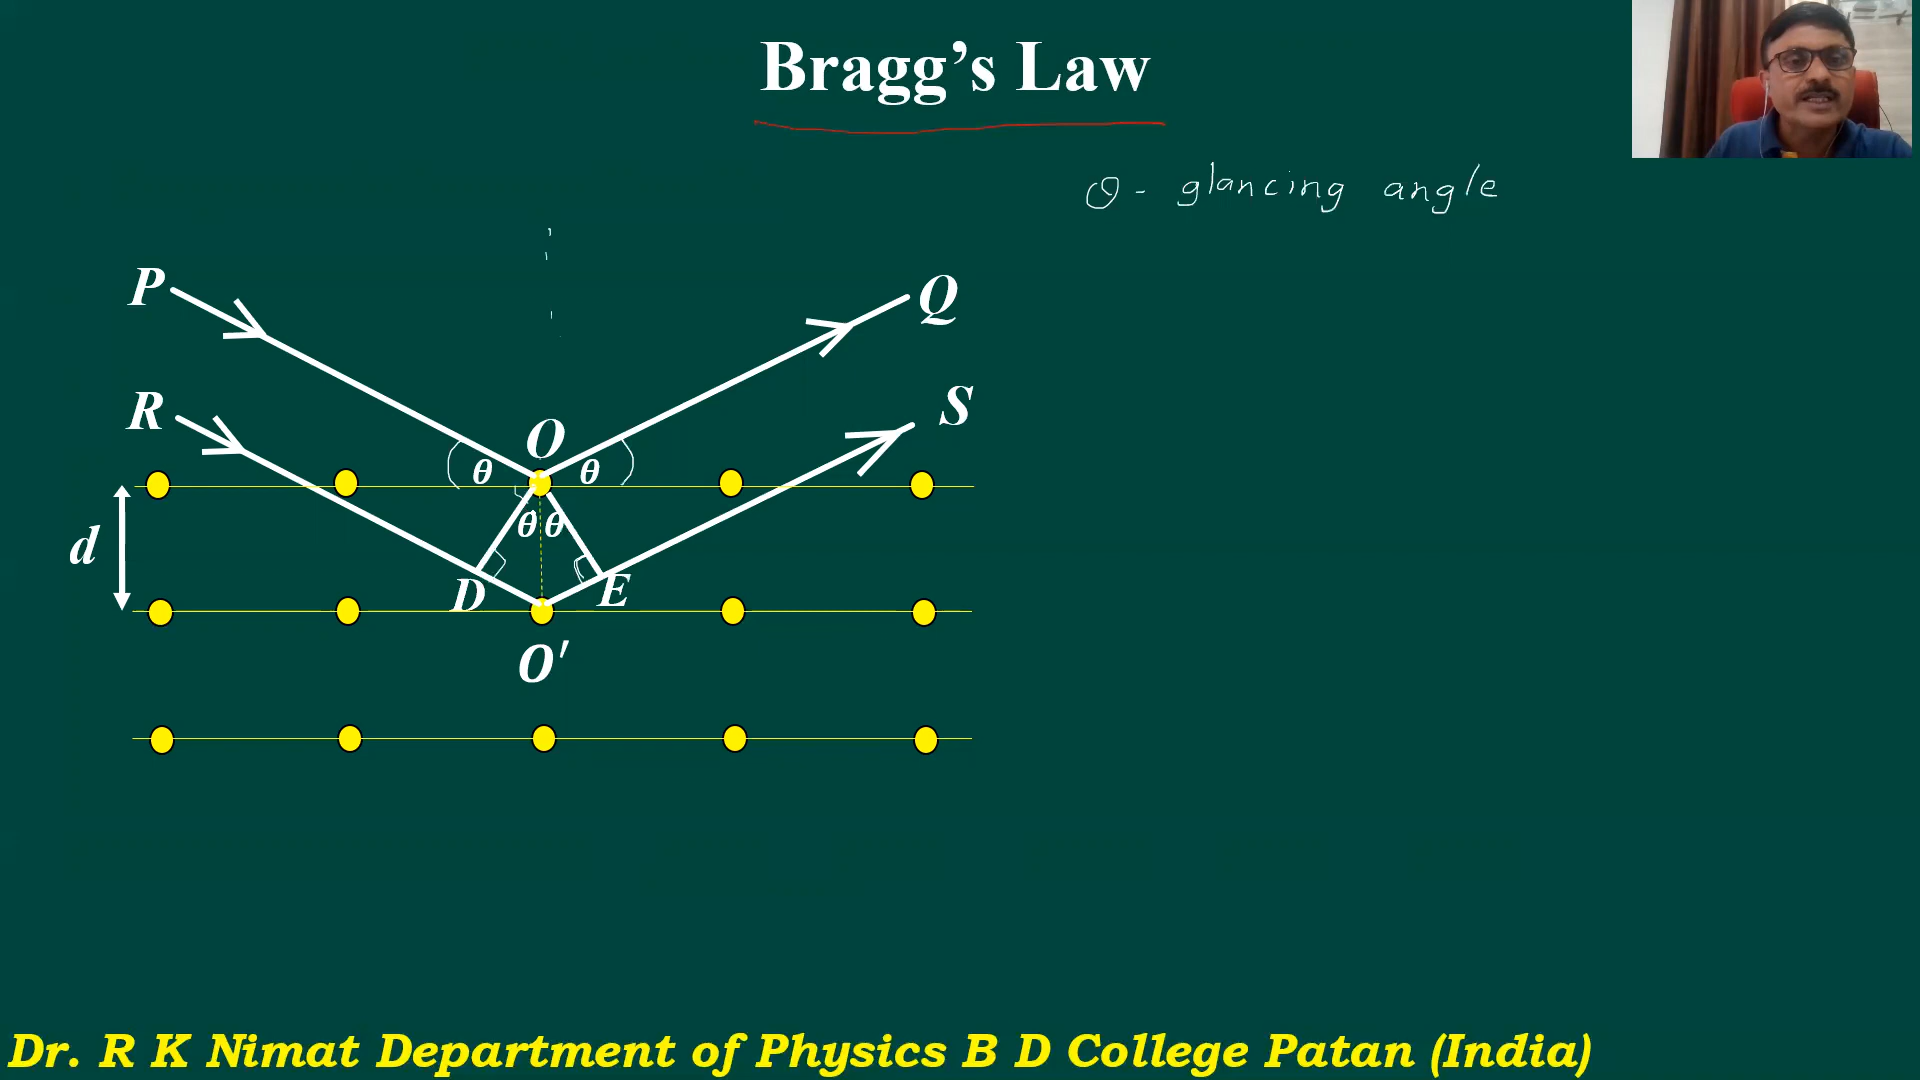 Bragg’s Law
θ - glancing angle
P
Q
R
S
O
θ θ
d
θ θ
D E
O′
Dr. R K Nimat Department of Physics B D College Patan (India)